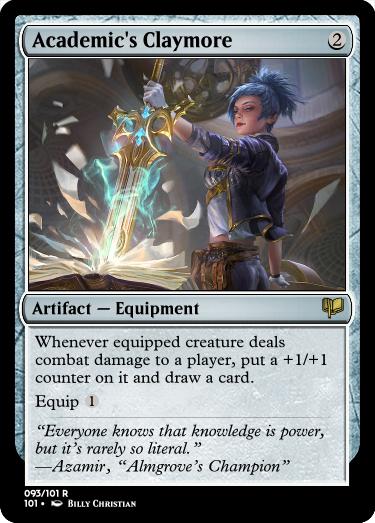 Academic's Claymore 2
Artifact — Equipment
Whenever equipped creature deals
combat damage to a player, put a +1/+1
counter on it and draw a card.
Equip 1
“Everyone knows that knowledge is power,
but it's rarely so literal.”
—Azamir, “Almgrove's Champion”
093/101 R
101 • Billy Christian